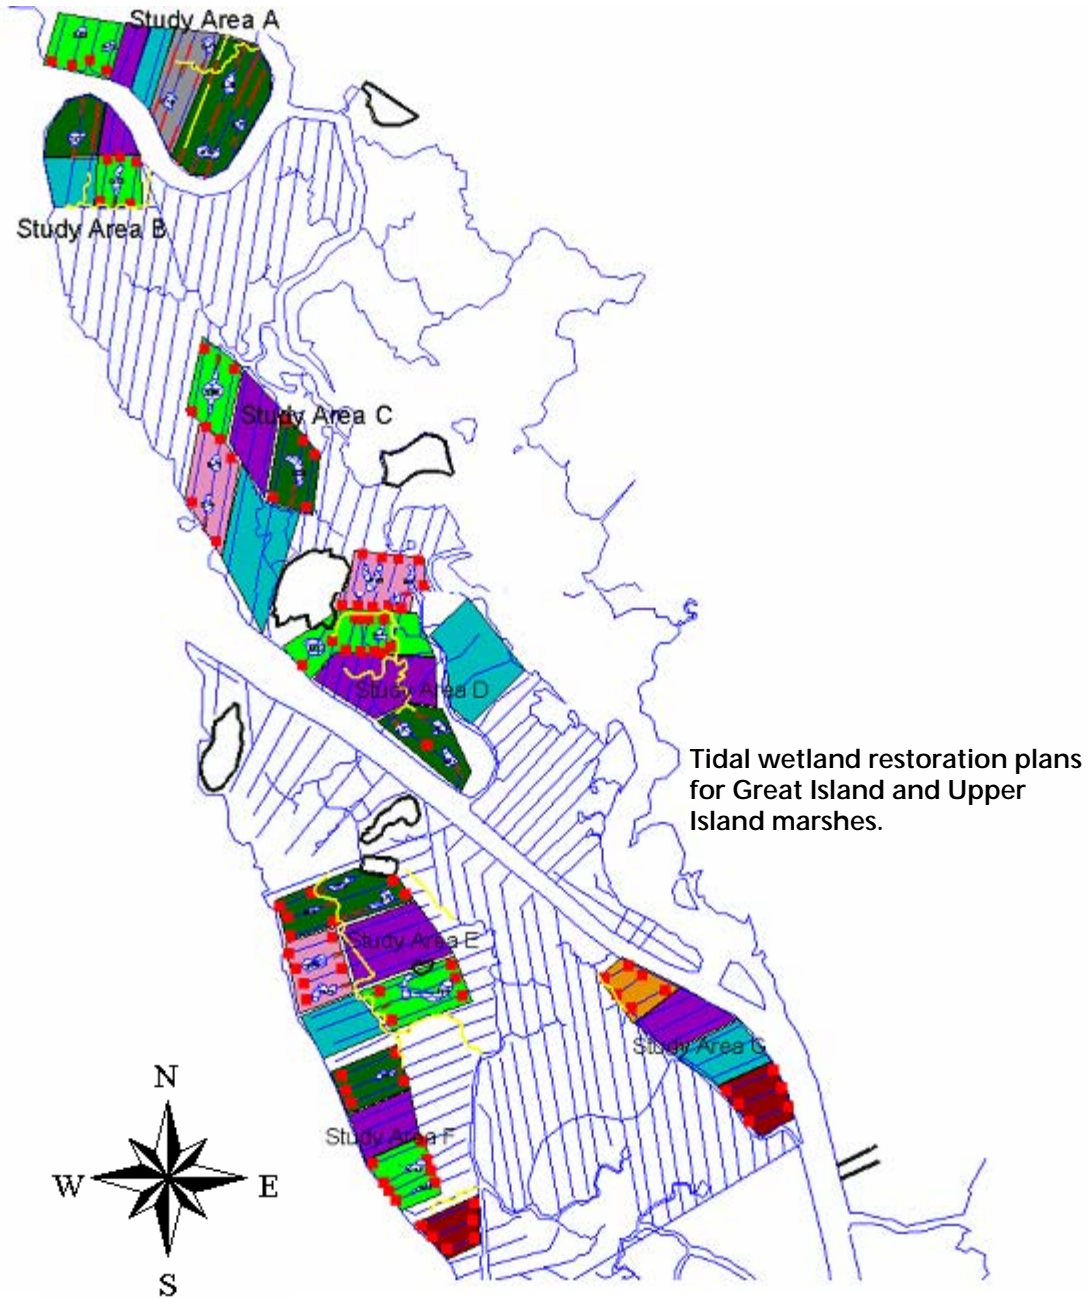 Study Area A
Study Area B
Study Area C
Study Area D
Tidal wetland restoration plans
for Great Island and Upper
Island marshes.
Study Area E
Study Area G
N
W
E
Study Area F
S